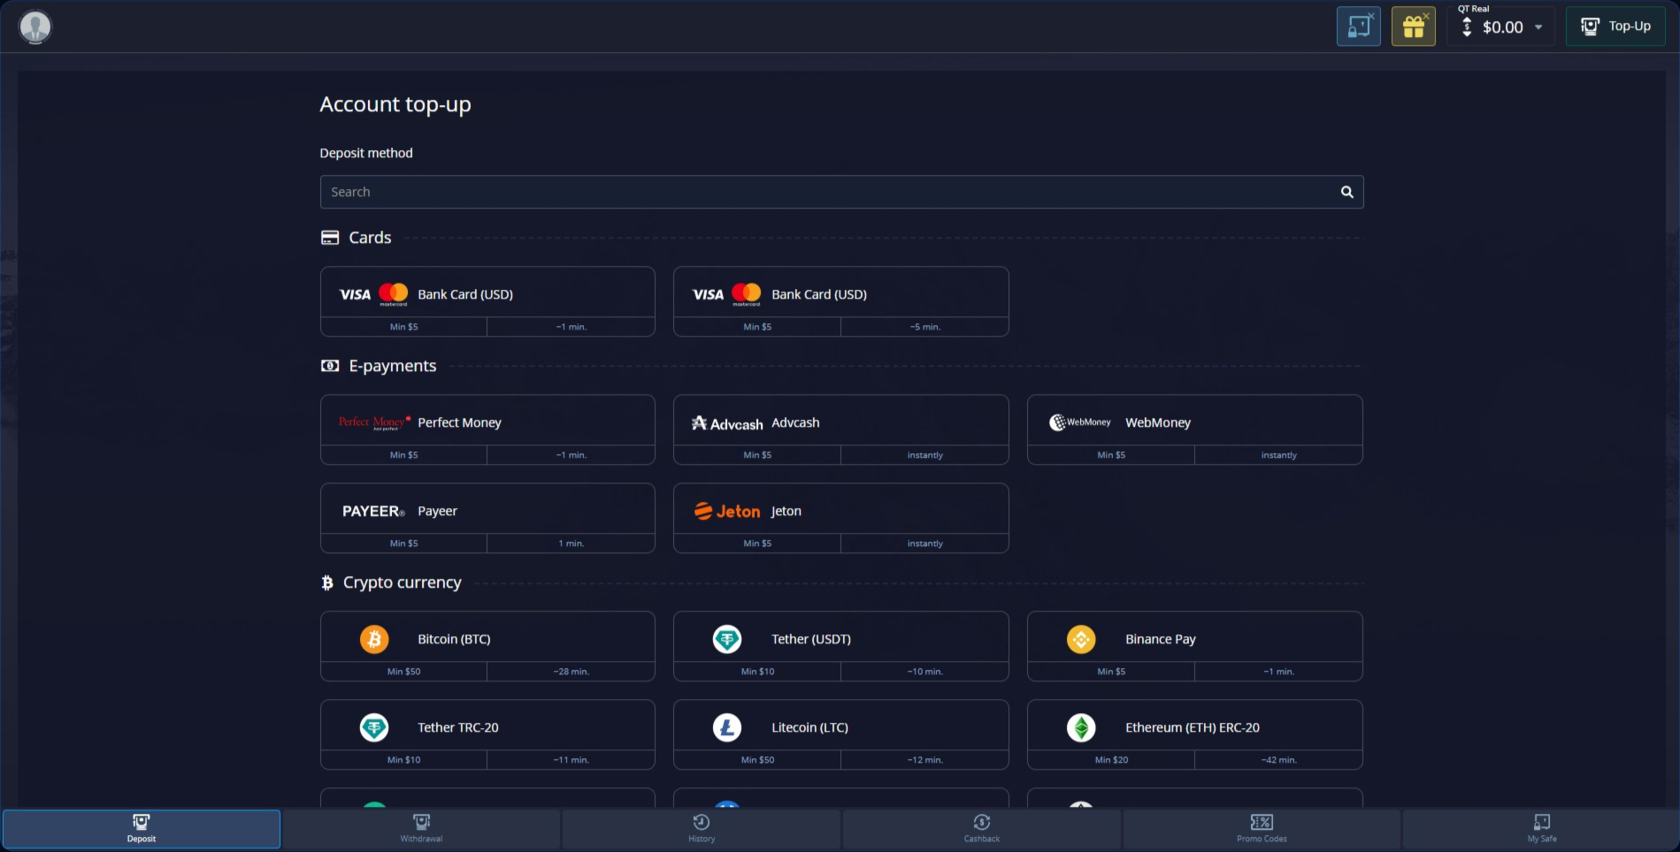 QT Real
$0.00
Top-Up
Account top-up
Deposit method
Search
Cards
VISA mastercard Bank Card (USD)
Min $5 ~1 min.
VISA mastercard Bank Card (USD)
Min $5 ~5 min.
E-payments
Perfect Money Perfect Money
Min $5 ~1 min.
Advcash Advcash
Min $5 instantly
WebMoney WebMoney
Min $5 instantly
PAYEER® Payeer
Min $5 1 min.
Jeton Jeton
Min $5 instantly
Crypto currency
Bitcoin (BTC)
Min $50 ~28 min.
Tether (USDT)
Min $10 ~10 min.
Binance Pay
Min $5 ~1 min.
Tether TRC-20
Min $10 ~11 min.
Litecoin (LTC)
Min $50 ~12 min.
Ethereum (ETH) ERC-20
Min $20 ~42 min.
Deposit
Withdrawal
History
Cashback
Promo Codes
My Safe